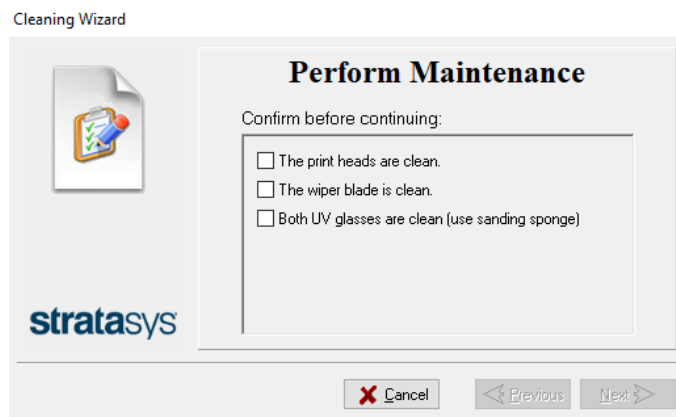 Cleaning Wizard
Perform Maintenance
Confirm before continuing:
The print heads are clean.
The wiper blade is clean.
Both UV glasses are clean (use sanding sponge)
stratasys
Cancel
Previous
Next